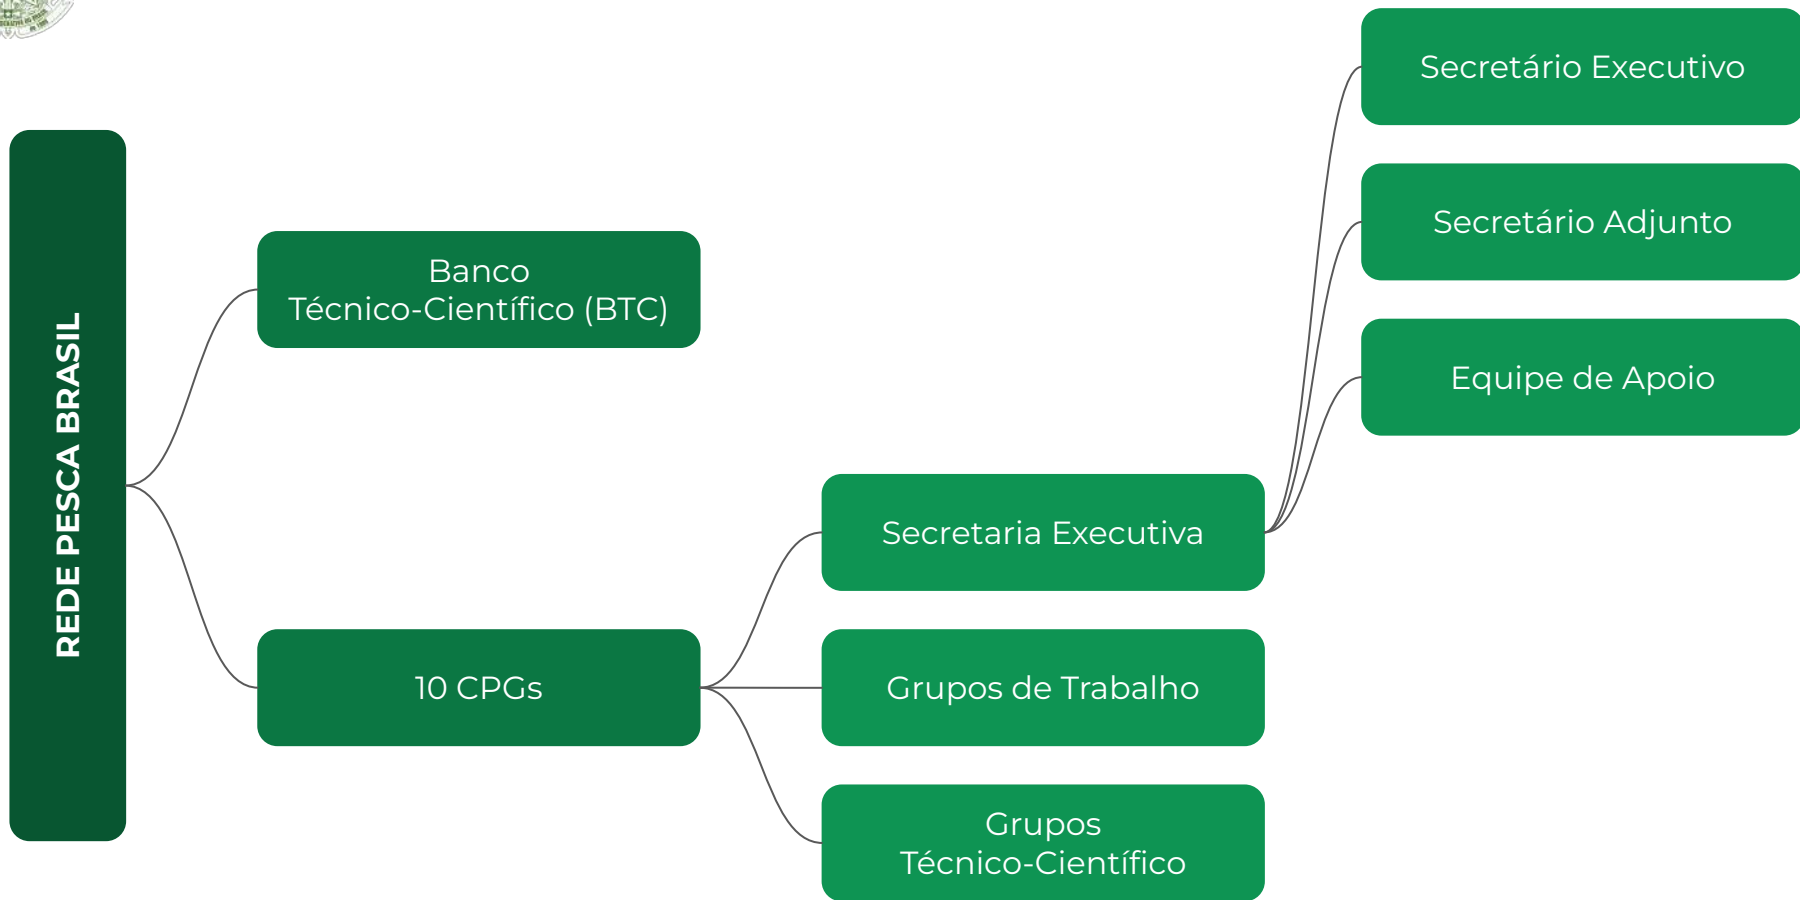 REDE PESCA BRASIL
Banco
Técnico-Científico (BTC)
10 CPGs
Secretaria Executiva
Grupos de Trabalho
Grupos
Técnico-Científico
Secretário Executivo
Secretário Adjunto
Equipe de Apoio